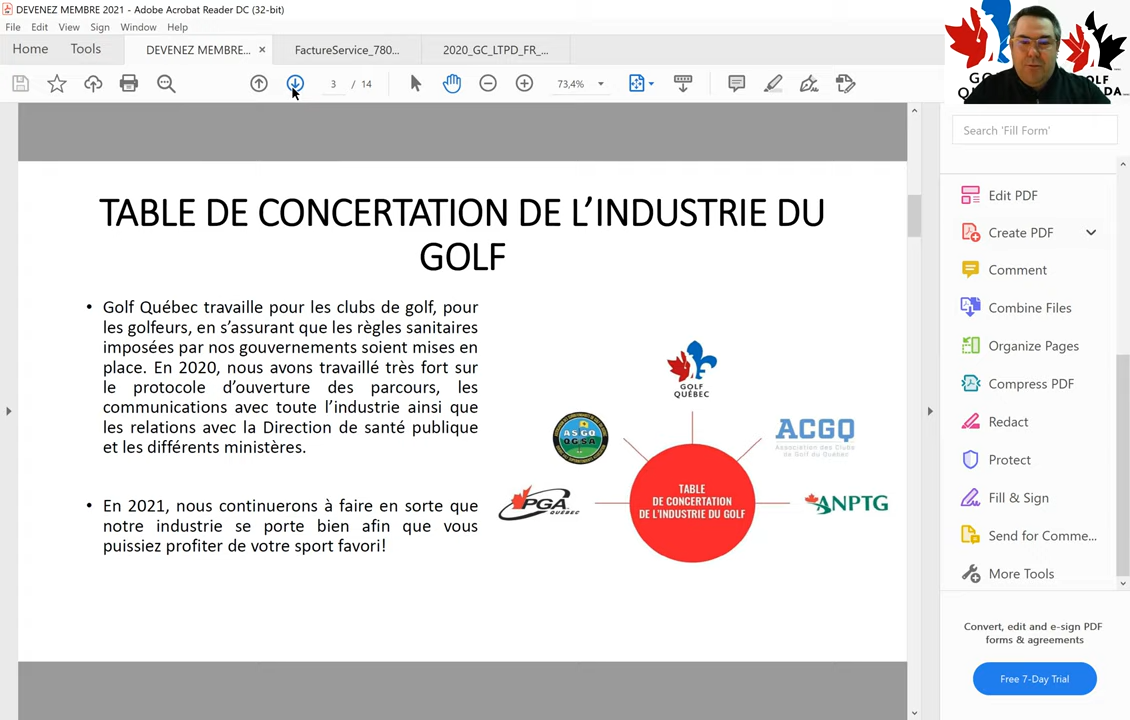 DEVENEZ MEMBRE 2021 - Adobe Acrobat Reader DC (32-bit)
File Edit View Sign Window Help
Home Tools DEVENEZ MEMBRE... × FactureService_780... 2020_GC_LTPD_FR_...
3 / 14 73,4%
Search 'Fill Form'
TABLE DE CONCERTATION DE L'INDUSTRIE DU
GOLF
• Golf Québec travaille pour les clubs de golf, pour
les golfeurs, en s'assurant que les règles sanitaires
imposées par nos gouvernements soient mises en
place. En 2020, nous avons travaillé très fort sur
le protocole d'ouverture des parcours, les
communications avec toute l'industrie ainsi que
les relations avec la Direction de santé publique
et les différents ministères.
• En 2021, nous continuerons à faire en sorte que
notre industrie se porte bien afin que vous
puissiez profiter de votre sport favori!
GOLF
QUÉBEC
ASGQ
QGSA
ACGQ
Association des Clubs
de Golf du Québec
PGA
QUÉBEC
TABLE
DE CONCERTATION
DE L'INDUSTRIE DU GOLF
ANPTG
Edit PDF
Create PDF
Comment
Combine Files
Organize Pages
Compress PDF
Redact
Protect
Fill & Sign
Send for Comme...
More Tools
Convert, edit and e-sign PDF
forms & agreements
Free 7-Day Trial